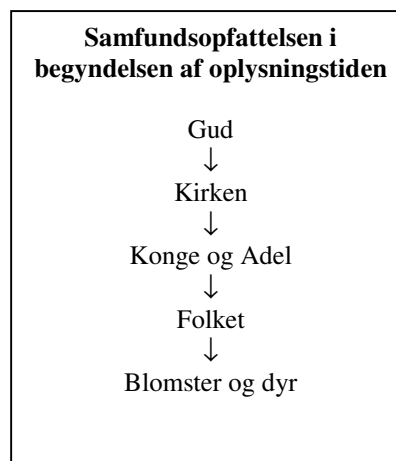 Samfundsopfattelsen i
begyndelsen af oplysningstiden
Gud
↓
Kirken
↓
Konge og Adel
↓
Folket
↓
Blomster og dyr